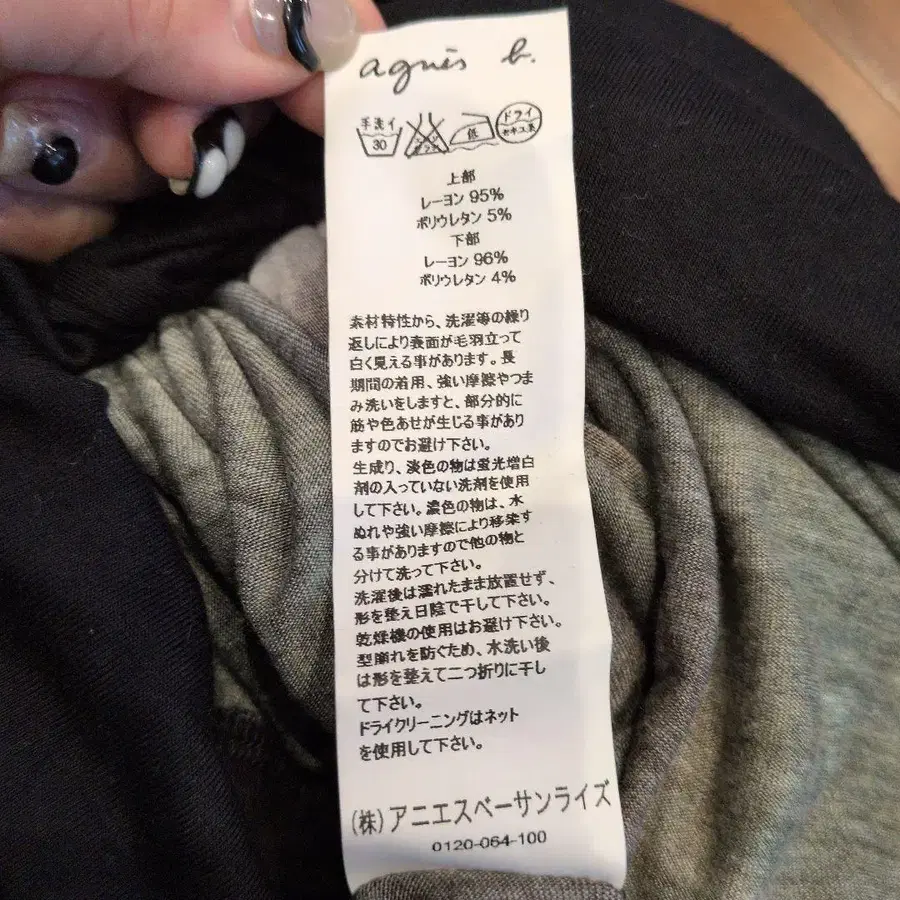 agnès b.
手洗イ 30 エンソサラシ 低 ドライ セキユ系
上部
レーヨン 95%
ポリウレタン 5%
下部
レーヨン 96%
ポリウレタン 4%
素材特性から、洗濯等の繰り
返しにより表面が毛羽立って
白く見える事があります。長
期間の着用、強い摩擦やつま
み洗いをしますと、部分的に
筋や色あせが生じる事があり
ますのでお避け下さい。
生成り、淡色の物は蛍光増白
剤の入っていない洗剤を使用
して下さい。濃色の物は、水
ぬれや強い摩擦により移染す
る事がありますので他の物と
分けて洗って下さい。
洗濯後は濡れたまま放置せず、
形を整え日陰で干して下さい。
乾燥機の使用はお避け下さい。
型崩れを防ぐため、水洗い後
は形を整えて二つ折りに干し
て下さい。
ドライクリーニングはネット
を使用して下さい。
(株)アニエスベーサンライズ
0120-064-100